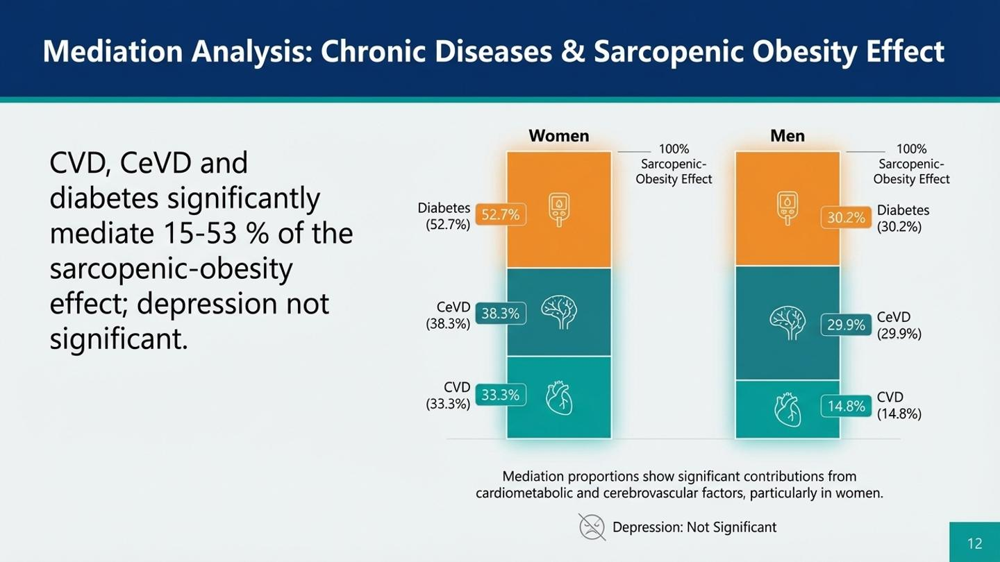 Mediation Analysis: Chronic Diseases & Sarcopenic Obesity Effect
CVD, CeVD and
diabetes significantly
mediate 15-53 % of the
sarcopenic-obesity
effect; depression not
significant.
Women
100%
Sarcopenic-
Obesity Effect
Diabetes
(52.7%)
52.7%
CeVD
(38.3%)
38.3%
CVD
(33.3%)
33.3%
Men
100%
Sarcopenic-
Obesity Effect
30.2%
Diabetes
(30.2%)
29.9%
CeVD
(29.9%)
14.8%
CVD
(14.8%)
Mediation proportions show significant contributions from
cardiometabolic and cerebrovascular factors, particularly in women.
Depression: Not Significant
12